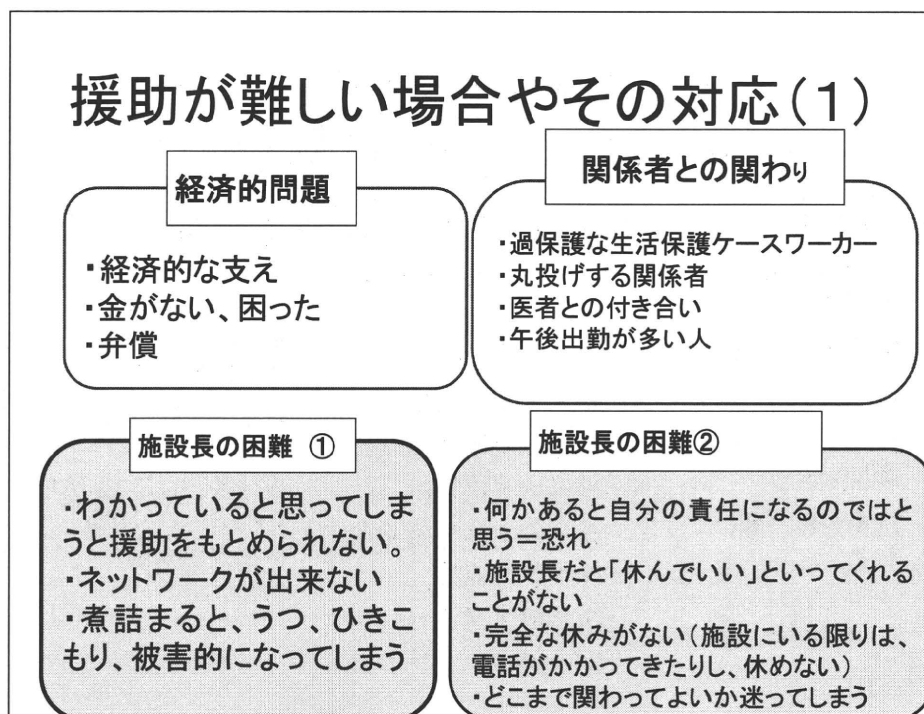 援助が難しい場合やその対応(1)
経済的問題
・経済的な支え
・金がない、困った
・弁償
関係者との関わり
・過保護な生活保護ケースワーカー
・丸投げする関係者
・医者との付き合い
・午後出勤が多い人
施設長の困難 ①
・わかっていると思ってしま
うと援助をもとめられない。
・ネットワークが出来ない
・煮詰まると、うつ、ひきこ
もり、被害的になってしまう
施設長の困難②
・何かあると自分の責任になるのではと
思う＝恐れ
・施設長だと「休んでいい」といってくれる
ことがない
・完全な休みがない(施設にいる限りは、
電話がかかってきたりし、休めない)
・どこまで関わってよいか迷ってしまう